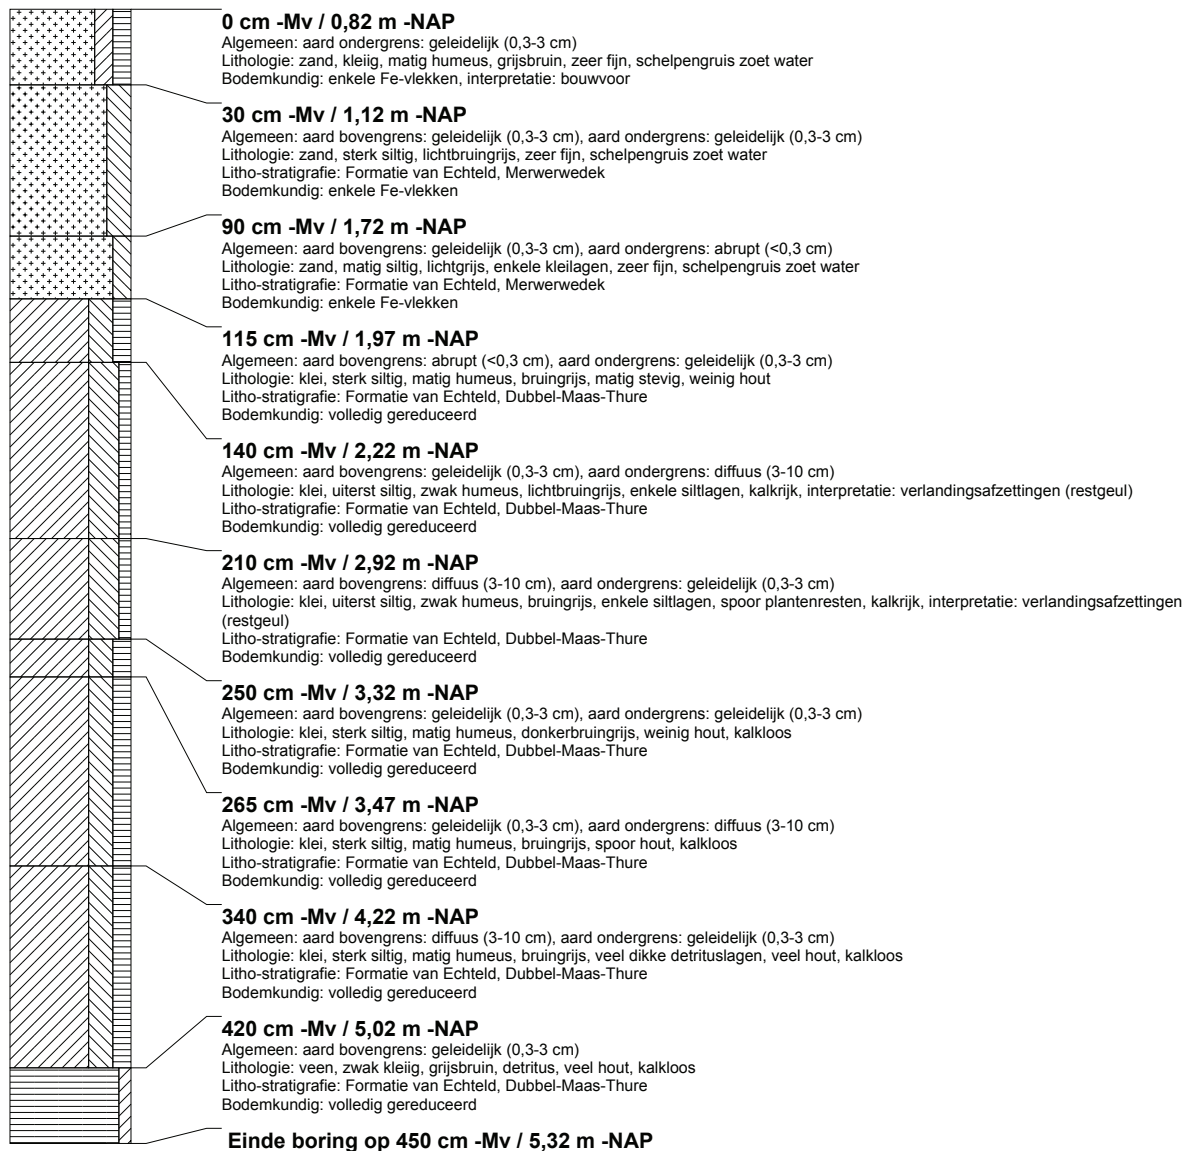 0 cm -Mv / 0,82 m -NAP
Algemeen: aard ondergrens: geleidelijk (0,3-3 cm)
Lithologie: zand, kleiig, matig humeus, grijsbruin, zeer fijn, schelpengruis zoet water
Bodemkundig: enkele Fe-vlekken, interpretatie: bouwvoor
30 cm -Mv / 1,12 m -NAP
Algemeen: aard bovengrens: geleidelijk (0,3-3 cm), aard ondergrens: geleidelijk (0,3-3 cm)
Lithologie: zand, sterk siltig, lichtbruingrijs, zeer fijn, schelpengruis zoet water
Litho-stratigrafie: Formatie van Echteld, Merwerwedek
Bodemkundig: enkele Fe-vlekken
90 cm -Mv / 1,72 m -NAP
Algemeen: aard bovengrens: geleidelijk (0,3-3 cm), aard ondergrens: abrupt (<0,3 cm)
Lithologie: zand, matig siltig, lichtgrijs, enkele kleilagen, zeer fijn, schelpengruis zoet water
Litho-stratigrafie: Formatie van Echteld, Merwerwedek
Bodemkundig: enkele Fe-vlekken
115 cm -Mv / 1,97 m -NAP
Algemeen: aard bovengrens: abrupt (<0,3 cm), aard ondergrens: geleidelijk (0,3-3 cm)
Lithologie: klei, sterk siltig, matig humeus, bruingrijs, matig stevig, weinig hout
Litho-stratigrafie: Formatie van Echteld, Dubbel-Maas-Thure
Bodemkundig: volledig gereduceerd
140 cm -Mv / 2,22 m -NAP
Algemeen: aard bovengrens: geleidelijk (0,3-3 cm), aard ondergrens: diffuus (3-10 cm)
Lithologie: klei, uiterst siltig, zwak humeus, lichtbruingrijs, enkele siltlagen, kalkrijk, interpretatie: verlandingsafzettingen (restgeul)
Litho-stratigrafie: Formatie van Echteld, Dubbel-Maas-Thure
Bodemkundig: volledig gereduceerd
210 cm -Mv / 2,92 m -NAP
Algemeen: aard bovengrens: diffuus (3-10 cm), aard ondergrens: geleidelijk (0,3-3 cm)
Lithologie: klei, uiterst siltig, zwak humeus, bruingrijs, enkele siltlagen, spoor plantenresten, kalkrijk, interpretatie: verlandingsafzettingen
(restgeul)
Litho-stratigrafie: Formatie van Echteld, Dubbel-Maas-Thure
Bodemkundig: volledig gereduceerd
250 cm -Mv / 3,32 m -NAP
Algemeen: aard bovengrens: geleidelijk (0,3-3 cm), aard ondergrens: geleidelijk (0,3-3 cm)
Lithologie: klei, sterk siltig, matig humeus, donkerbruingrijs, weinig hout, kalkloos
Litho-stratigrafie: Formatie van Echteld, Dubbel-Maas-Thure
Bodemkundig: volledig gereduceerd
265 cm -Mv / 3,47 m -NAP
Algemeen: aard bovengrens: geleidelijk (0,3-3 cm), aard ondergrens: diffuus (3-10 cm)
Lithologie: klei, sterk siltig, matig humeus, bruingrijs, spoor hout, kalkloos
Litho-stratigrafie: Formatie van Echteld, Dubbel-Maas-Thure
Bodemkundig: volledig gereduceerd
340 cm -Mv / 4,22 m -NAP
Algemeen: aard bovengrens: diffuus (3-10 cm), aard ondergrens: geleidelijk (0,3-3 cm)
Lithologie: klei, sterk siltig, matig humeus, bruingrijs, veel dikke detrituslagen, veel hout, kalkloos
Litho-stratigrafie: Formatie van Echteld, Dubbel-Maas-Thure
Bodemkundig: volledig gereduceerd
420 cm -Mv / 5,02 m -NAP
Algemeen: aard bovengrens: geleidelijk (0,3-3 cm)
Lithologie: veen, zwak kleiig, grijsbruin, detritus, veel hout, kalkloos
Litho-stratigrafie: Formatie van Echteld, Dubbel-Maas-Thure
Bodemkundig: volledig gereduceerd
Einde boring op 450 cm -Mv / 5,32 m -NAP